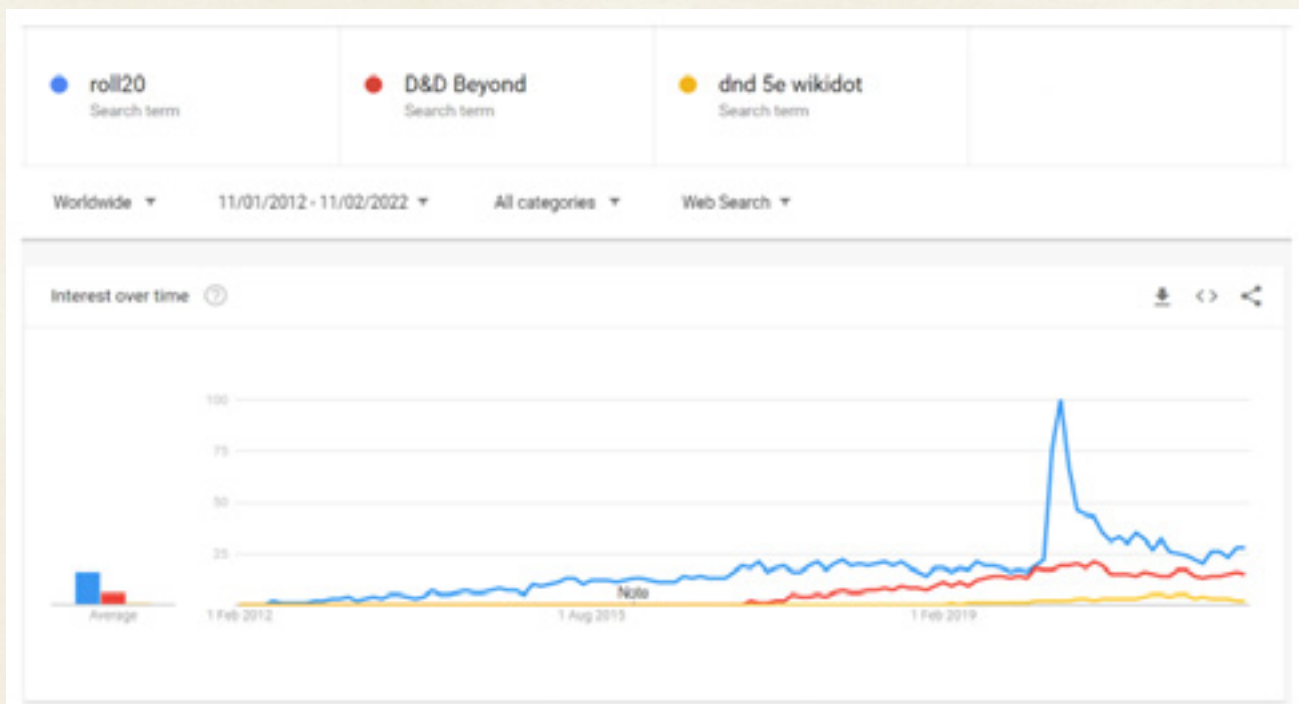 roll20
Search term
D&D Beyond
Search term
dnd 5e wikidot
Search term
Worldwide
11/01/2012 - 11/02/2022
All categories
Web Search
Interest over time
100
75
50
25
Note
Average
1 Feb 2012
1 Aug 2015
1 Feb 2019